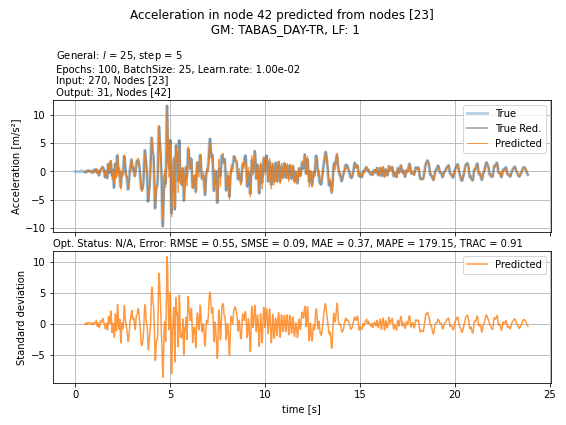 Acceleration in node 42 predicted from nodes [23]
GM: TABAS_DAY-TR, LF: 1
General: l = 25, step = 5
Epochs: 100, BatchSize: 25, Learn.rate: 1.00e-02
Input: 270, Nodes [23]
Output: 31, Nodes [42]
Acceleration [m/s²]
10
5
0
−5
−10
True
True Red.
Predicted
Opt. Status: N/A, Error: RMSE = 0.55, SMSE = 0.09, MAE = 0.37, MAPE = 179.15, TRAC = 0.91
Standard deviation
10
5
0
−5
Predicted
0
5
10
15
20
25
time [s]